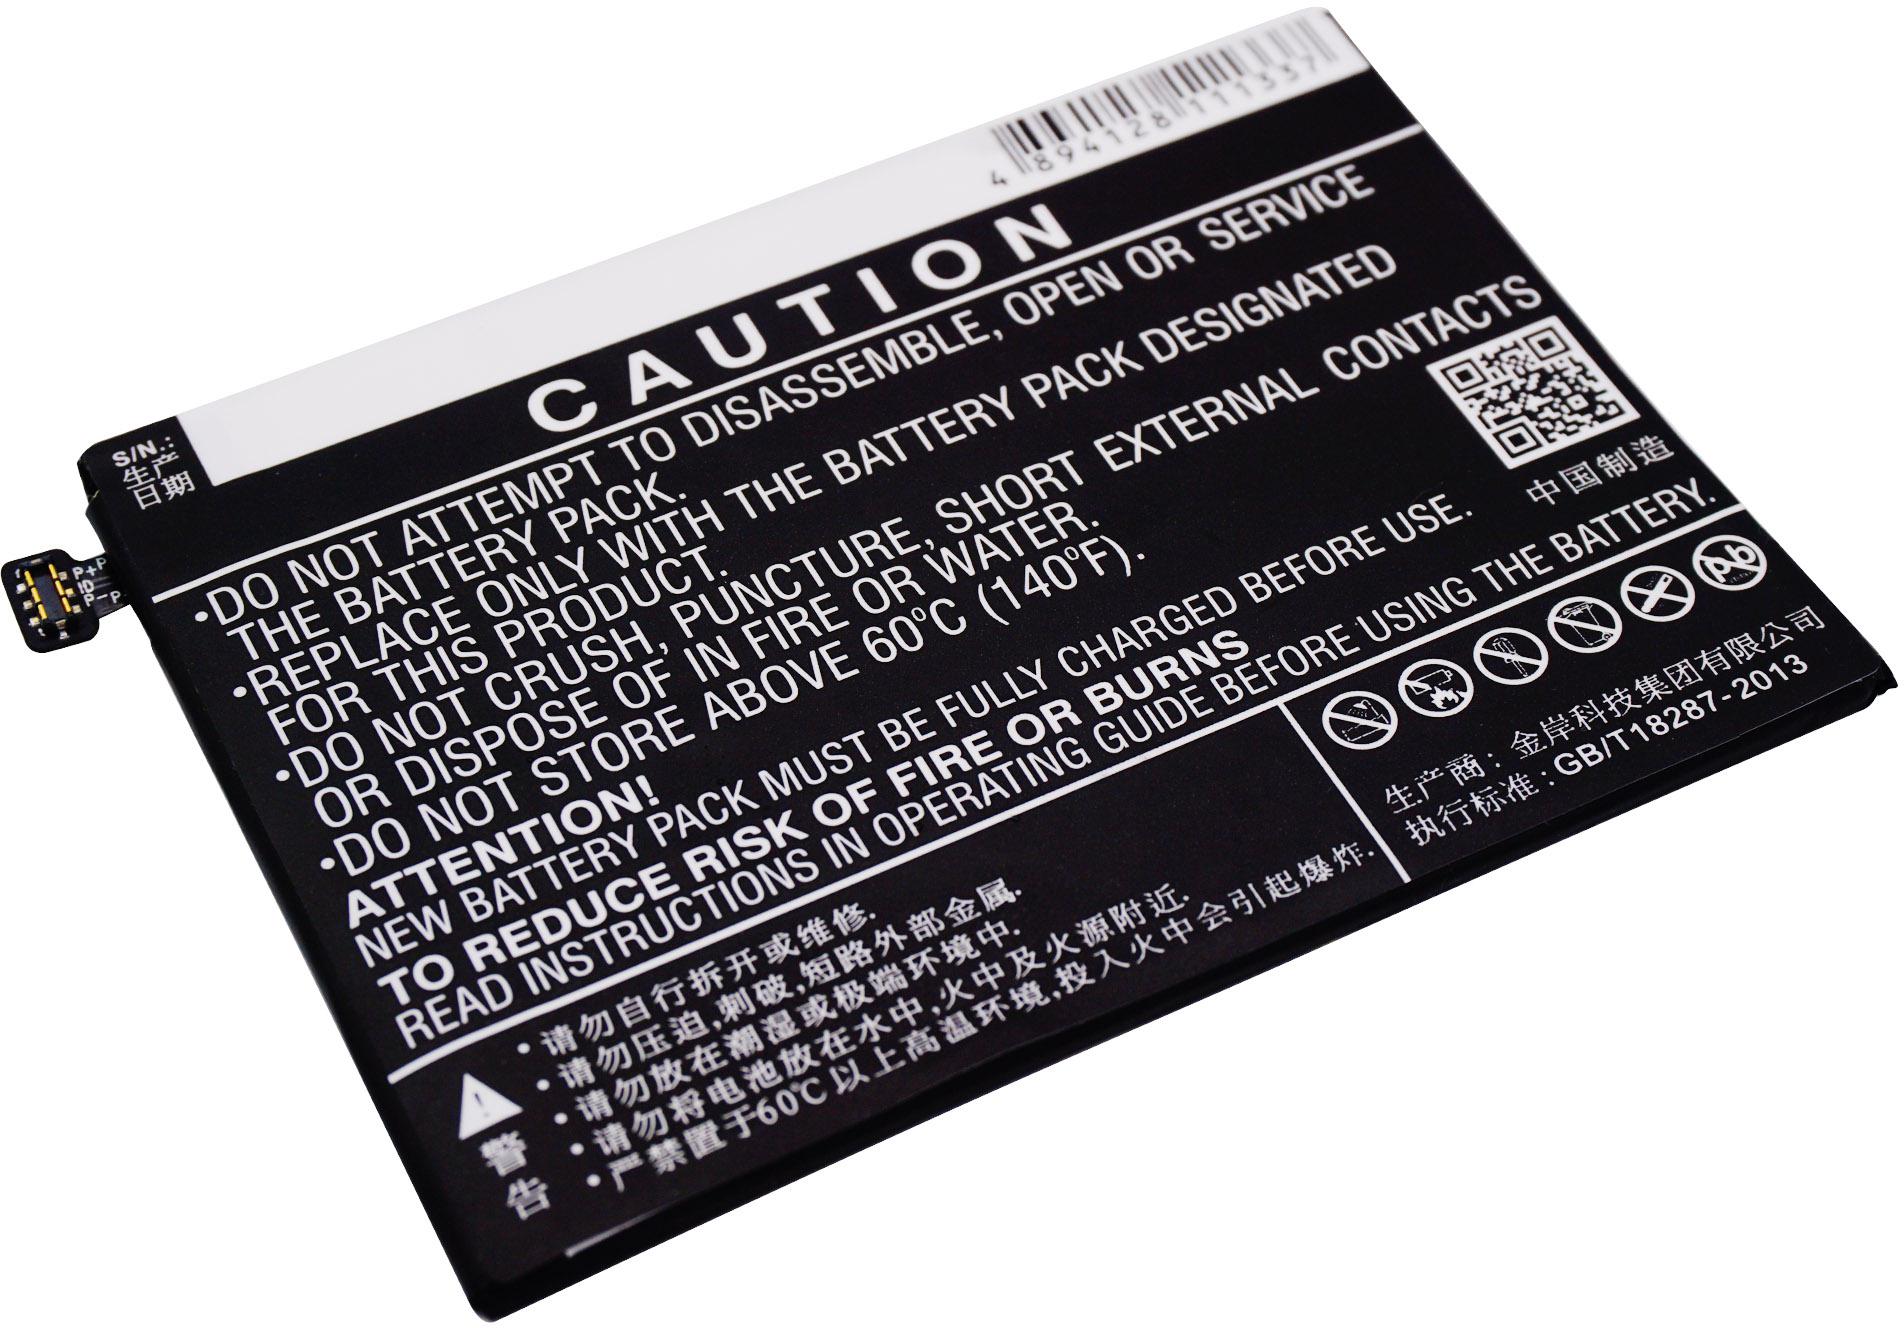 4 894128 111337
S/N.:
生产
日期
CAUTION
•DO NOT ATTEMPT TO DISASSEMBLE, OPEN OR SERVICE
THE BATTERY PACK.
•REPLACE ONLY WITH THE BATTERY PACK DESIGNATED
FOR THIS PRODUCT.
•DO NOT CRUSH, PUNCTURE, SHORT EXTERNAL CONTACTS
OR DISPOSE OF IN FIRE OR WATER.
•DO NOT STORE ABOVE 60°C (140°F).
ATTENTION!
NEW BATTERY PACK MUST BE FULLY CHARGED BEFORE USE.
TO REDUCE RISK OF FIRE OR BURNS
READ INSTRUCTIONS IN OPERATING GUIDE BEFORE USING THE BATTERY.
中国制造
P+P
ID
P-P
警
告
•请勿自行拆开或维修.
•请勿压迫,刺破,短路外部金属.
•请勿放在潮湿或极端环境中.
•请勿将电池放在水中,火中及火源附近.
•严禁置于60℃以上高温环境,投入火中会引起爆炸.
Pb
生产商:金岸科技集团有限公司
执行标准:GB/T18287-2013